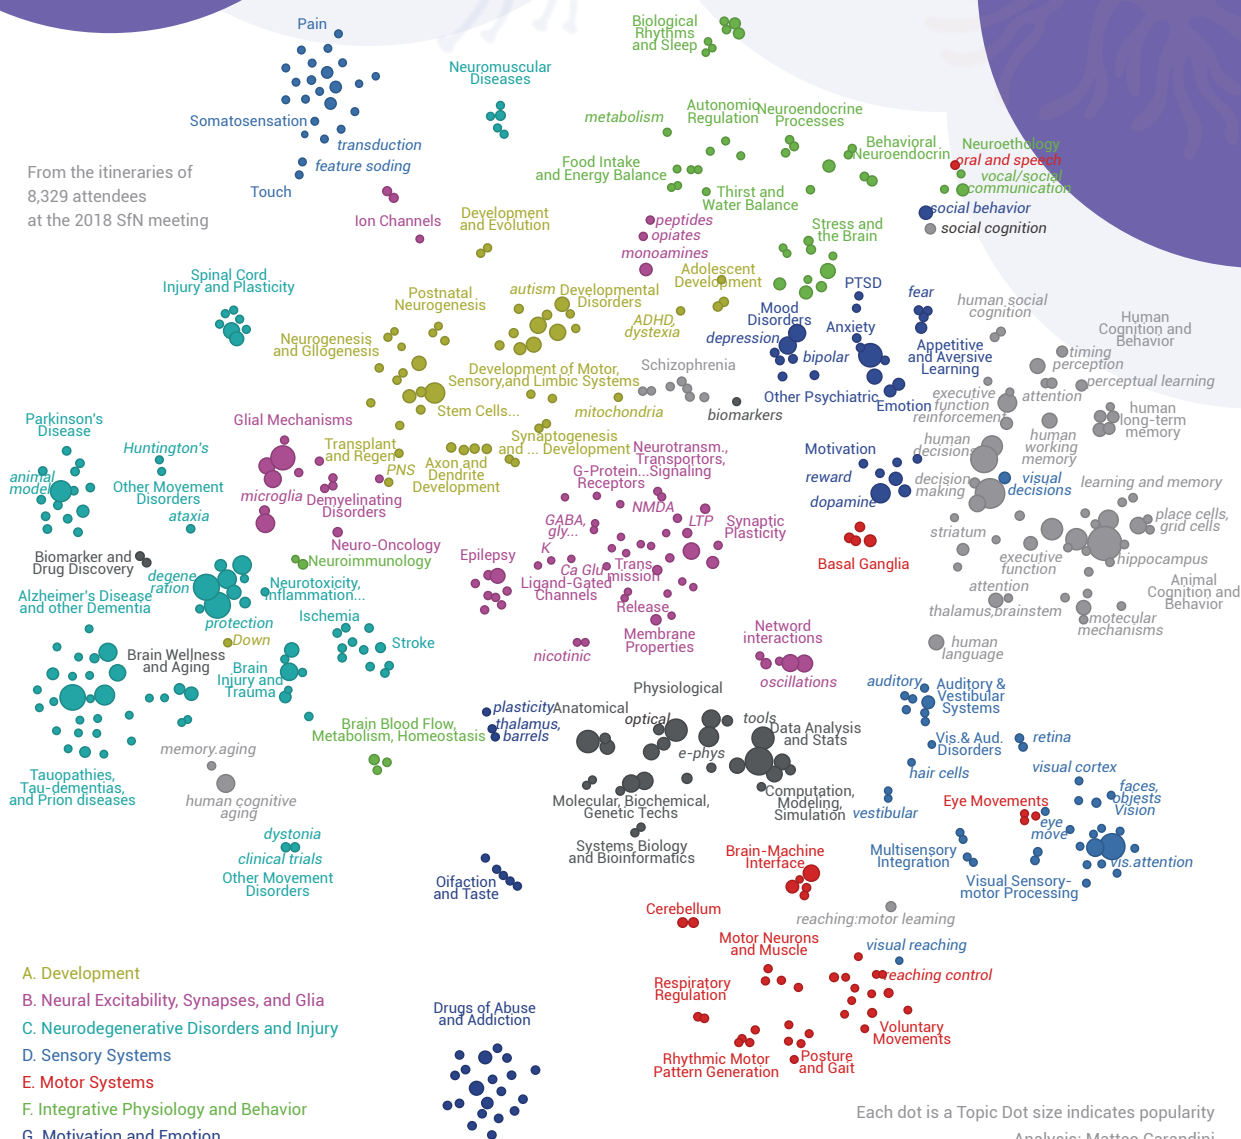 Pain
Biological
Rhythms
and Sleep
Neuromuscular
Diseases
metabolism
Autonomic
Regulation
Neuroendocrine
Processes
Somatosensation
transduction
feature soding
Touch
From the itineraries of
8,329 attendees
at the 2018 SfN meeting
Food Intake
and Energy Balance
Behavioral
Neuroendocrin
Neuroethology
oral and speech
vocal/social
communication
Thirst and
Water Balance
social behavior
social cognition
Ion Channels
Development
and Evolution
peptides
opiates
monoamines
Stress and
the Brain
Spinal Cord
Injury and Plasticity
Adolescent
Development
Postnatal
Neurogenesis
autism Developmental
Disorders
ADHD,
dystexia
PTSD
fear
Mood
Disorders
depression
Anxiety
bipolar
human social
cognition
Human
Cognition and
Behavior
Neurogenesis
and Gllogenesis
Appetitive
and Aversive
Learning
timing
perception
Development of Motor,
Sensory,and Limbic Systems
Schizophrenia
perceptual learning
attention
executive
function
reinforcement
Other Psychiatric
Emotion
human
long-term
memory
Stem Cells...
mitochondria
biomarkers
Parkinson's
Disease
Glial Mechanisms
Huntington's
animal
model
Other Movement
Disorders
ataxia
Transplant
and Regen
PNS
Axon and
Dendrite
Development
Synaptogenesis
and ... Development
Neurotransm.,
Transporters,
Signaling
G-Protein...
Receptors
Motivation
reward
dopamine
human
decisions
human
working
memory
decision
making
visual
decisions
learning and memory
microglia
Demyelinating
Disorders
NMDA
LTP
GABA,
gly...
Synaptic
Plasticity
striatum
place cells,
grid cells
Neuro-Oncology
Biomarker and
Drug Discovery
Neuroimmunology
Epilepsy
K
Ca Glu
Trans
mission
Ligand-Gated
Channels
Basal Ganglia
executive
function
hippocampus
degene
ration
Neurotoxicity,
Inflammation...
Alzheimer's Disease
and other Dementia
Ischemia
protection
Release
attention
thalamus,brainstem
Animal
Cognition and
Behavior
molecular
mechanisms
Down
Stroke
Membrane
Properties
Netword
interactions
oscillations
human
language
Brain Wellness
and Aging
Brain
Injury and
Trauma
nicotinic
Physiological
auditory
Auditory &
Vestibular
Systems
plasticity
thalamus,
barrels
Anatomical
optical
tools
Data Analysis
and Stats
e-phys
Brain Blood Flow,
Metabolism, Homeostasis
Vis.& Aud.
Disorders
retina
memory.aging
human cognitive
aging
hair cells
visual cortex
Tauopathies,
Tau-dementias,
and Prion diseases
Molecular, Biochemical,
Genetic Techs
Computation,
Modeling,
Simulation
vestibular
Eye Movements
faces,
objests
Vision
eye
move
dystonia
clinical trials
Other Movement
Disorders
Systems Biology
and Bioinformatics
Brain-Machine
Interface
Multisensory
Integration
vis.attention
Oifaction
and Taste
Visual Sensory-
motor Processing
Cerebellum
reaching:motor leaming
Motor Neurons
and Muscle
visual reaching
reaching control
Respiratory
Regulation
Voluntary
Movements
Drugs of Abuse
and Addiction
Rhythmic Motor
Pattern Generation
Posture
and Gait
A. Development
B. Neural Excitability, Synapses, and Glia
C. Neurodegenerative Disorders and Injury
D. Sensory Systems
E. Motor Systems
F. Integrative Physiology and Behavior
G. Motivation and Emotion
Each dot is a Topic Dot size indicates popularity
Analysis: Matteo Carandini